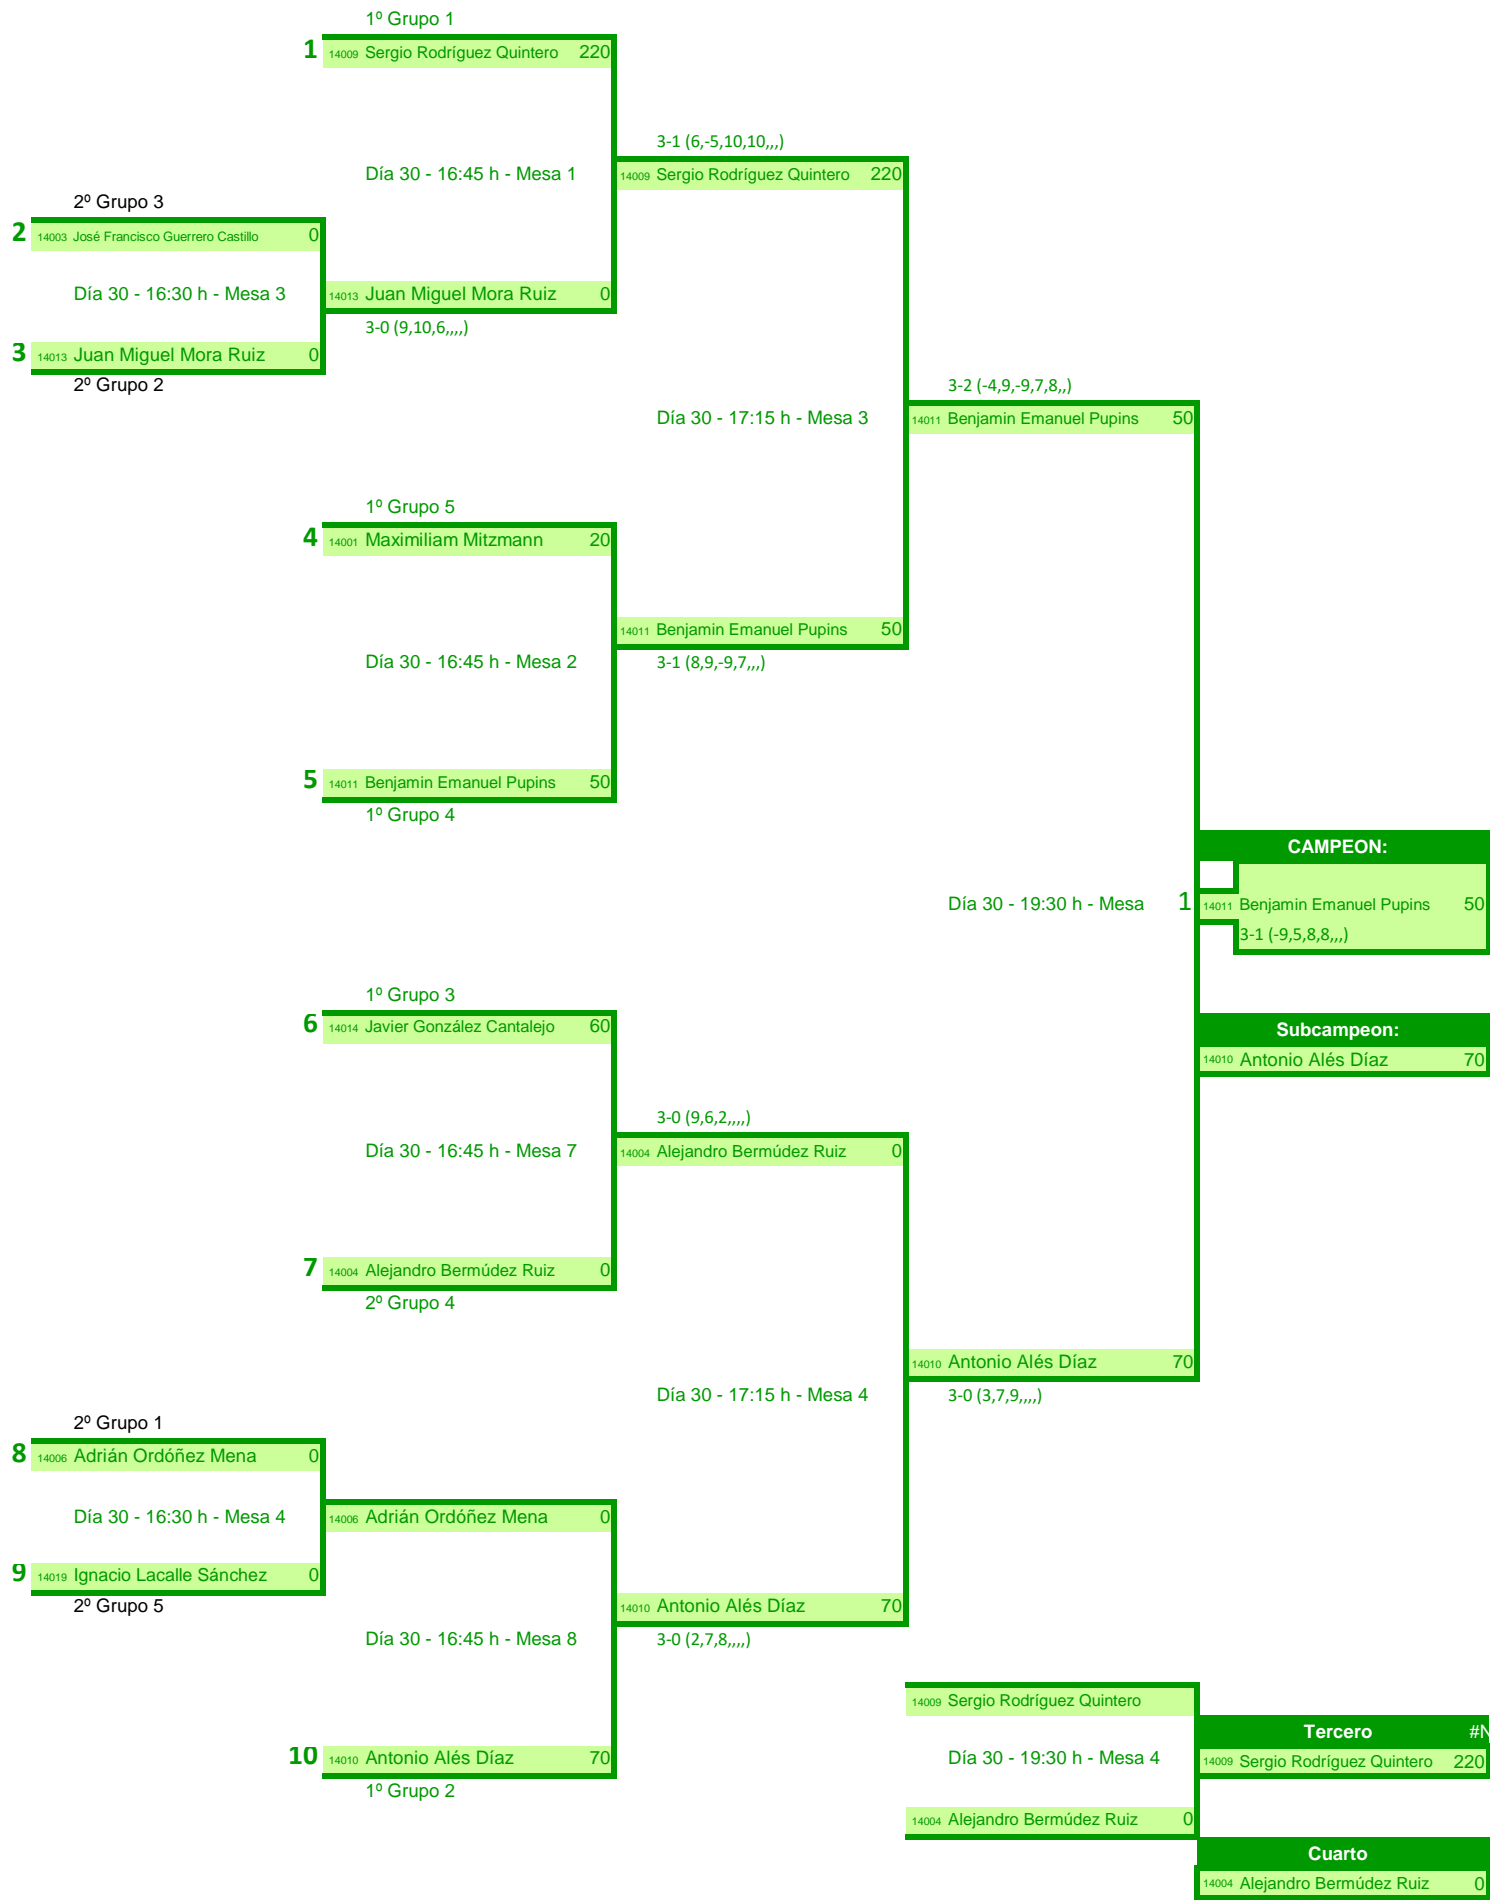 1º Grupo 1
1 14009 Sergio Rodríguez Quintero 220
3-1 (6,-5,10,10,,,)
Día 30 - 16:45 h - Mesa 1
14009 Sergio Rodríguez Quintero 220
2º Grupo 3
2 14003 José Francisco Guerrero Castillo 0
Día 30 - 16:30 h - Mesa 3
14013 Juan Miguel Mora Ruiz 0
3-0 (9,10,6,,,,)
3 14013 Juan Miguel Mora Ruiz 0
2º Grupo 2
3-2 (-4,9,-9,7,8,,)
Día 30 - 17:15 h - Mesa 3
14011 Benjamin Emanuel Pupins 50
1º Grupo 5
4 14001 Maximiliam Mitzmann 20
14011 Benjamin Emanuel Pupins 50
Día 30 - 16:45 h - Mesa 2
3-1 (8,9,-9,7,,,)
5 14011 Benjamin Emanuel Pupins 50
1º Grupo 4
CAMPEON:
Día 30 - 19:30 h - Mesa 1
14011 Benjamin Emanuel Pupins 50
3-1 (-9,5,8,8,,,)
1º Grupo 3
6 14014 Javier González Cantalejo 60
Subcampeon:
14010 Antonio Alés Díaz 70
3-0 (9,6,2,,,,)
Día 30 - 16:45 h - Mesa 7
14004 Alejandro Bermúdez Ruiz 0
7 14004 Alejandro Bermúdez Ruiz 0
2º Grupo 4
14010 Antonio Alés Díaz 70
Día 30 - 17:15 h - Mesa 4
3-0 (3,7,9,,,,)
2º Grupo 1
8 14006 Adrián Ordóñez Mena 0
Día 30 - 16:30 h - Mesa 4
14006 Adrián Ordóñez Mena 0
9 14019 Ignacio Lacalle Sánchez 0
2º Grupo 5
14010 Antonio Alés Díaz 70
Día 30 - 16:45 h - Mesa 8
3-0 (2,7,8,,,,)
14009 Sergio Rodríguez Quintero
Tercero #N
10 14010 Antonio Alés Díaz 70
Día 30 - 19:30 h - Mesa 4
14009 Sergio Rodríguez Quintero 220
1º Grupo 2
14004 Alejandro Bermúdez Ruiz 0
Cuarto
14004 Alejandro Bermúdez Ruiz 0